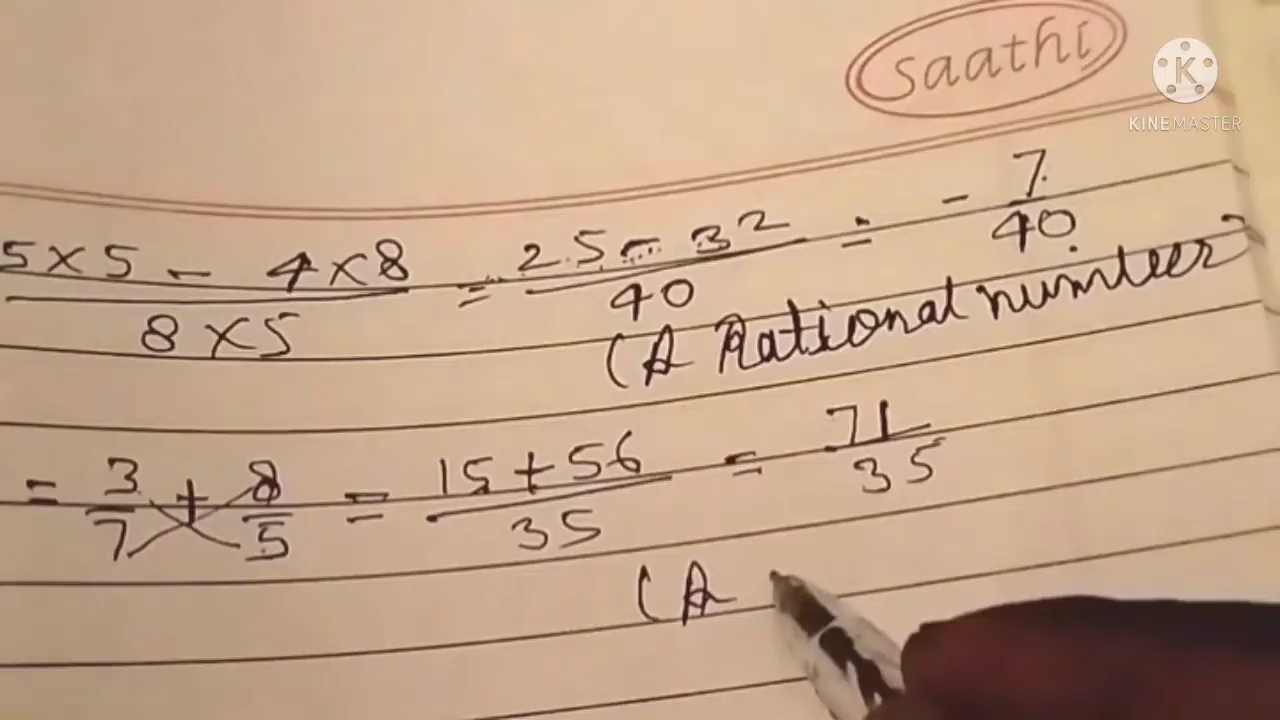 saathi
K
KINEMASTER
5×5 - 4×8 / 8×5 = 25-32 / 40 = - 7/40
(A Rational number)
= 3/7 + 8/5 = 15+56 / 35 = 71/35
(A